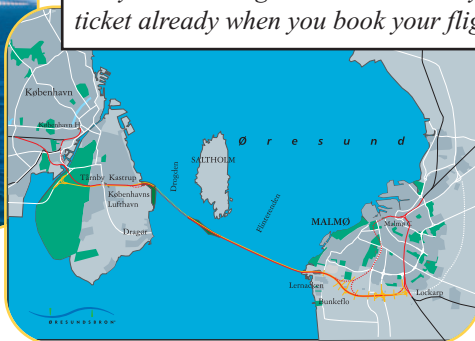 ticket already when you book your flig
København
København H
Ø r e s u n d
SALTHOLM
Drogden
Tårnby Kastrup
Københavns
Lufthavn
Flinterenden
Dragør
MALMØ
Malmø C
Lernacken
Bunkeflo
Lockarp
ØRESUNDSBRON